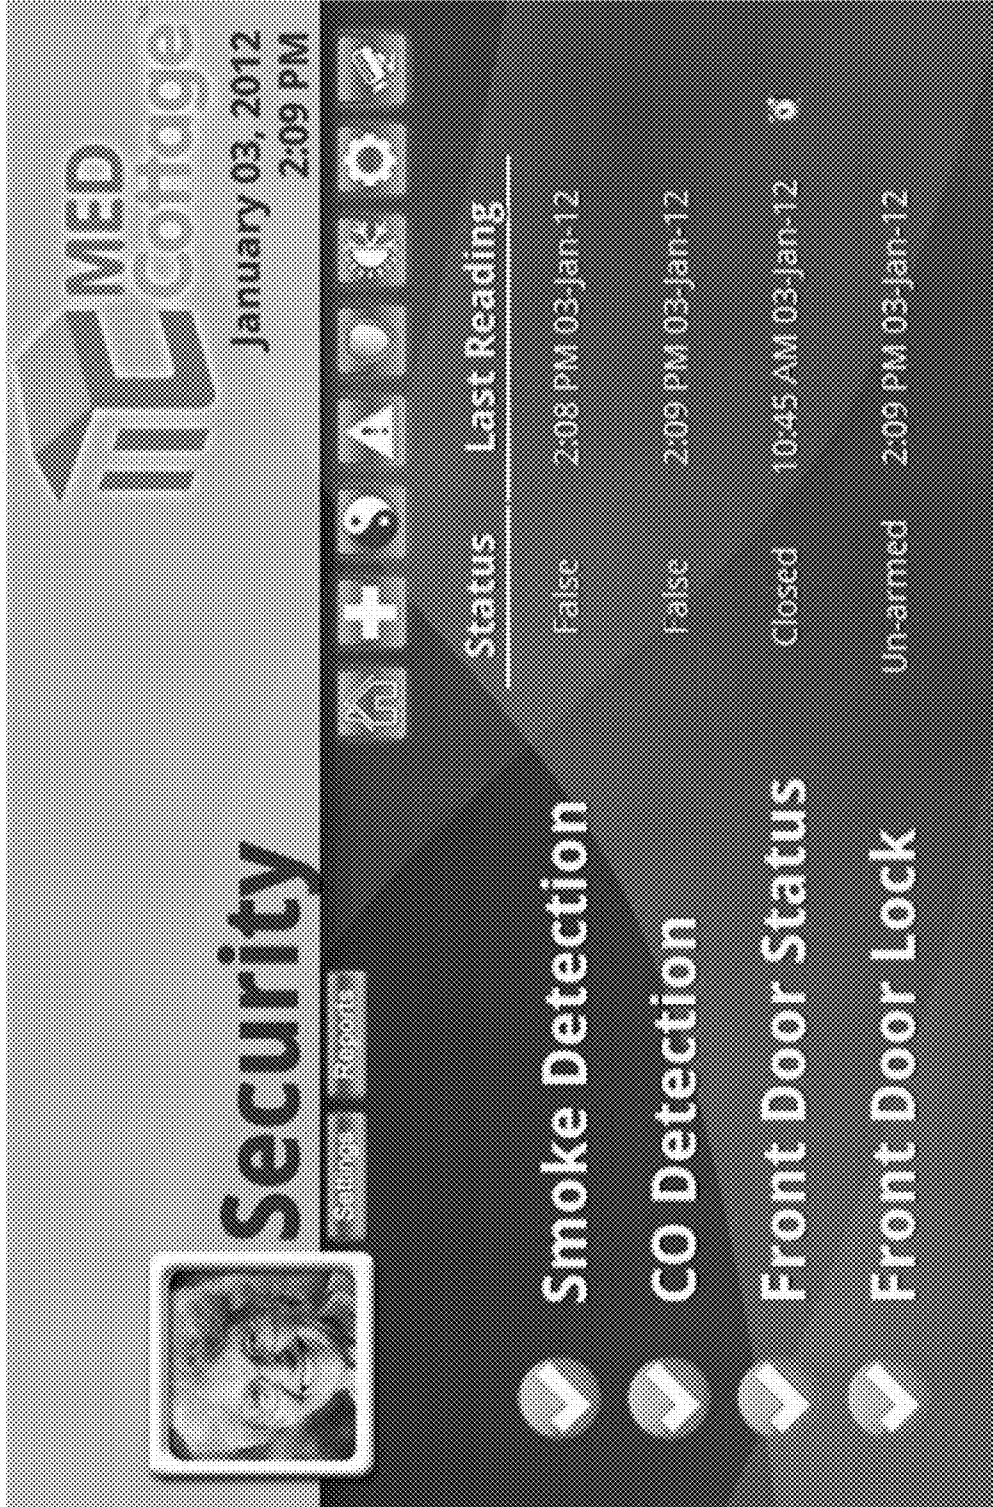 MED
cottage
January 03, 2012
2:09 PM
Security
Settings Reports
Status Last Reading
Smoke Detection False 2:08 PM 03-Jan-12
CO Detection False 2:09 PM 03-Jan-12
Front Door Status Closed 10:45 AM 03-Jan-12
Front Door Lock Un-armed 2:09 PM 03-Jan-12